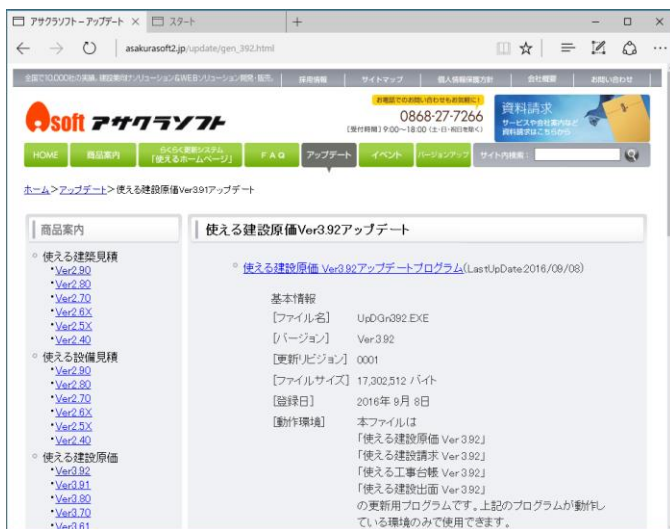 アサクラソフト－アップデート
スタート
asakurasoft2.jp/update/gen_392.html
全国で10,000社の実績、建設業向けソリューション&WEBソリューション開発・販売。
採用情報
サイトマップ
個人情報保護方針
会社概要
お問い合わせ
Asoft アサクラソフト
お電話でのお問い合わせもお気軽に！
0868-27-7266
[受付時間] 9:00～18:00 (土・日・祝日を除く)
資料請求
サービスや会社案内など
資料請求はこちらから
HOME
商品案内
らくらく更新システム
「使えるホームページ」
ＦＡＱ
アップデート
イベント
バージョンアップ
サイト内検索：
ホーム＞アップデート＞使える建設原価Ver3.91アップデート
商品案内
使える建築見積
・Ver2.90
・Ver2.80
・Ver2.70
・Ver2.6X
・Ver2.5X
・Ver2.40
使える設備見積
・Ver2.90
・Ver2.80
・Ver2.70
・Ver2.6X
・Ver2.5X
・Ver2.40
使える建設原価
・Ver3.92
・Ver3.91
・Ver3.80
・Ver3.70
・Ver3.61
使える建設原価Ver3.92アップデート
使える建設原価 Ver3.92アップデートプログラム(LastUpDate:2016/09/08)
基本情報
[ファイル名] UpDGn392.EXE
[バージョン] Ver.3.92
[更新リビジョン] 0001
[ファイルサイズ] 17,302,512 バイト
[登録日] 2016年 9月 8日
[動作環境] 本ファイルは
「使える建設原価 Ver 3.92」
「使える建設請求 Ver 3.92」
「使える工事台帳 Ver 3.92」
「使える建設出面 Ver 3.92」
の更新用プログラムです。上記のプログラムが動作し
ている環境のみで使用できます。